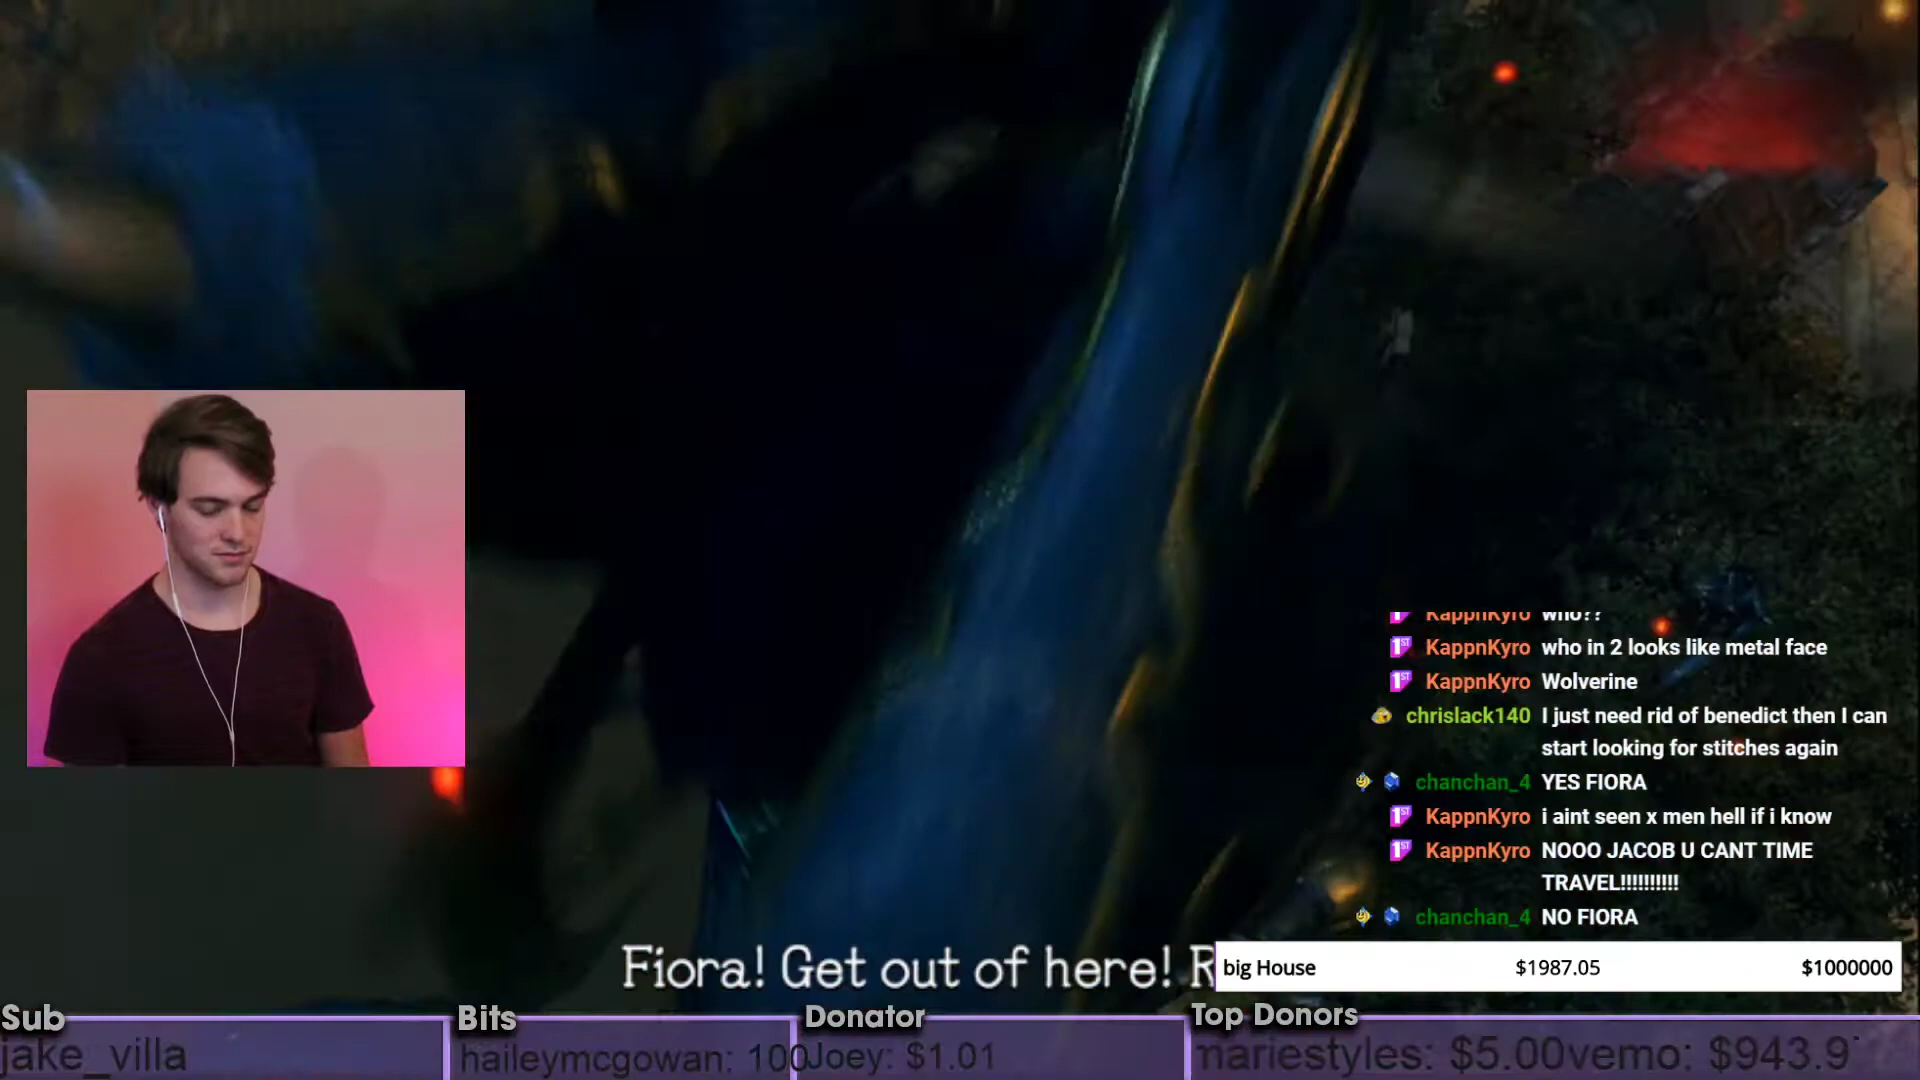 KappnKyro who??
KappnKyro who in 2 looks like metal face
KappnKyro Wolverine
chrislack140 I just need rid of benedict then I can
start looking for stitches again
chanchan_4 YES FIORA
KappnKyro i aint seen x men hell if i know
KappnKyro NOOO JACOB U CANT TIME
TRAVEL!!!!!!!!!!
chanchan_4 NO FIORA
Fiora! Get out of here! R
big House $1987.05 $1000000
Sub Bits Donator Top Donors
jake_villa haileymcgowan: 100 Joey: $1.01 mariestyles: $5.00 vemo: $943.9